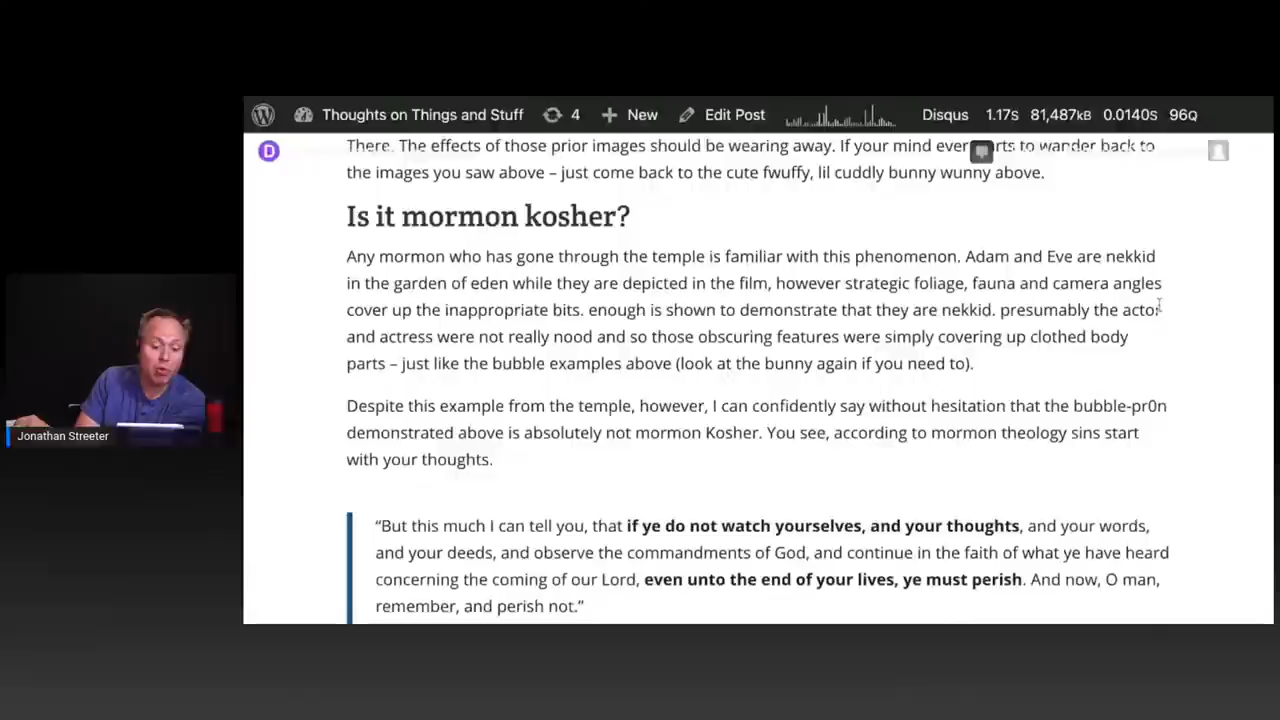 Thoughts on Things and Stuff 4 New Edit Post Disqus 1.17s 81,487KB 0.0140s 96Q
D
There. The effects of those prior images should be wearing away. If your mind ever to wander back to
the images you saw above – just come back to the cute fwuffy, lil cuddly bunny wunny above.
Is it mormon kosher?
Any mormon who has gone through the temple is familiar with this phenomenon. Adam and Eve are nekkid
in the garden of eden while they are depicted in the film, however strategic foliage, fauna and camera angles
cover up the inappropriate bits. enough is shown to demonstrate that they are nekkid. presumably the actor
and actress were not really nood and so those obscuring features were simply covering up clothed body
parts – just like the bubble examples above (look at the bunny again if you need to).
Despite this example from the temple, however, I can confidently say without hesitation that the bubble-pr0n
demonstrated above is absolutely not mormon Kosher. You see, according to mormon theology sins start
with your thoughts.
“But this much I can tell you, that if ye do not watch yourselves, and your thoughts, and your words,
and your deeds, and observe the commandments of God, and continue in the faith of what ye have heard
concerning the coming of our Lord, even unto the end of your lives, ye must perish. And now, O man,
remember, and perish not.”
Jonathan Streeter